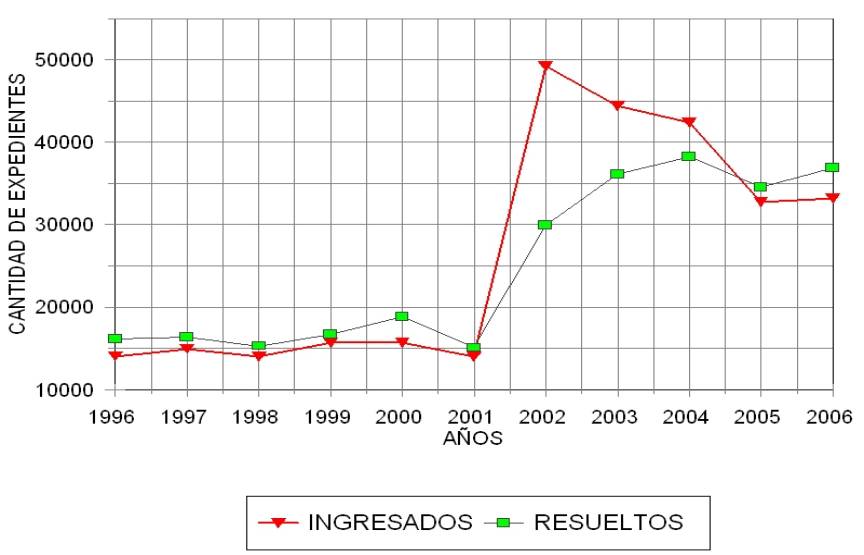 CANTIDAD DE EXPEDIENTES
50000
40000
30000
20000
10000
1996 1997 1998 1999 2000 2001 2002 2003 2004 2005 2006
AÑOS
INGRESADOS RESUELTOS